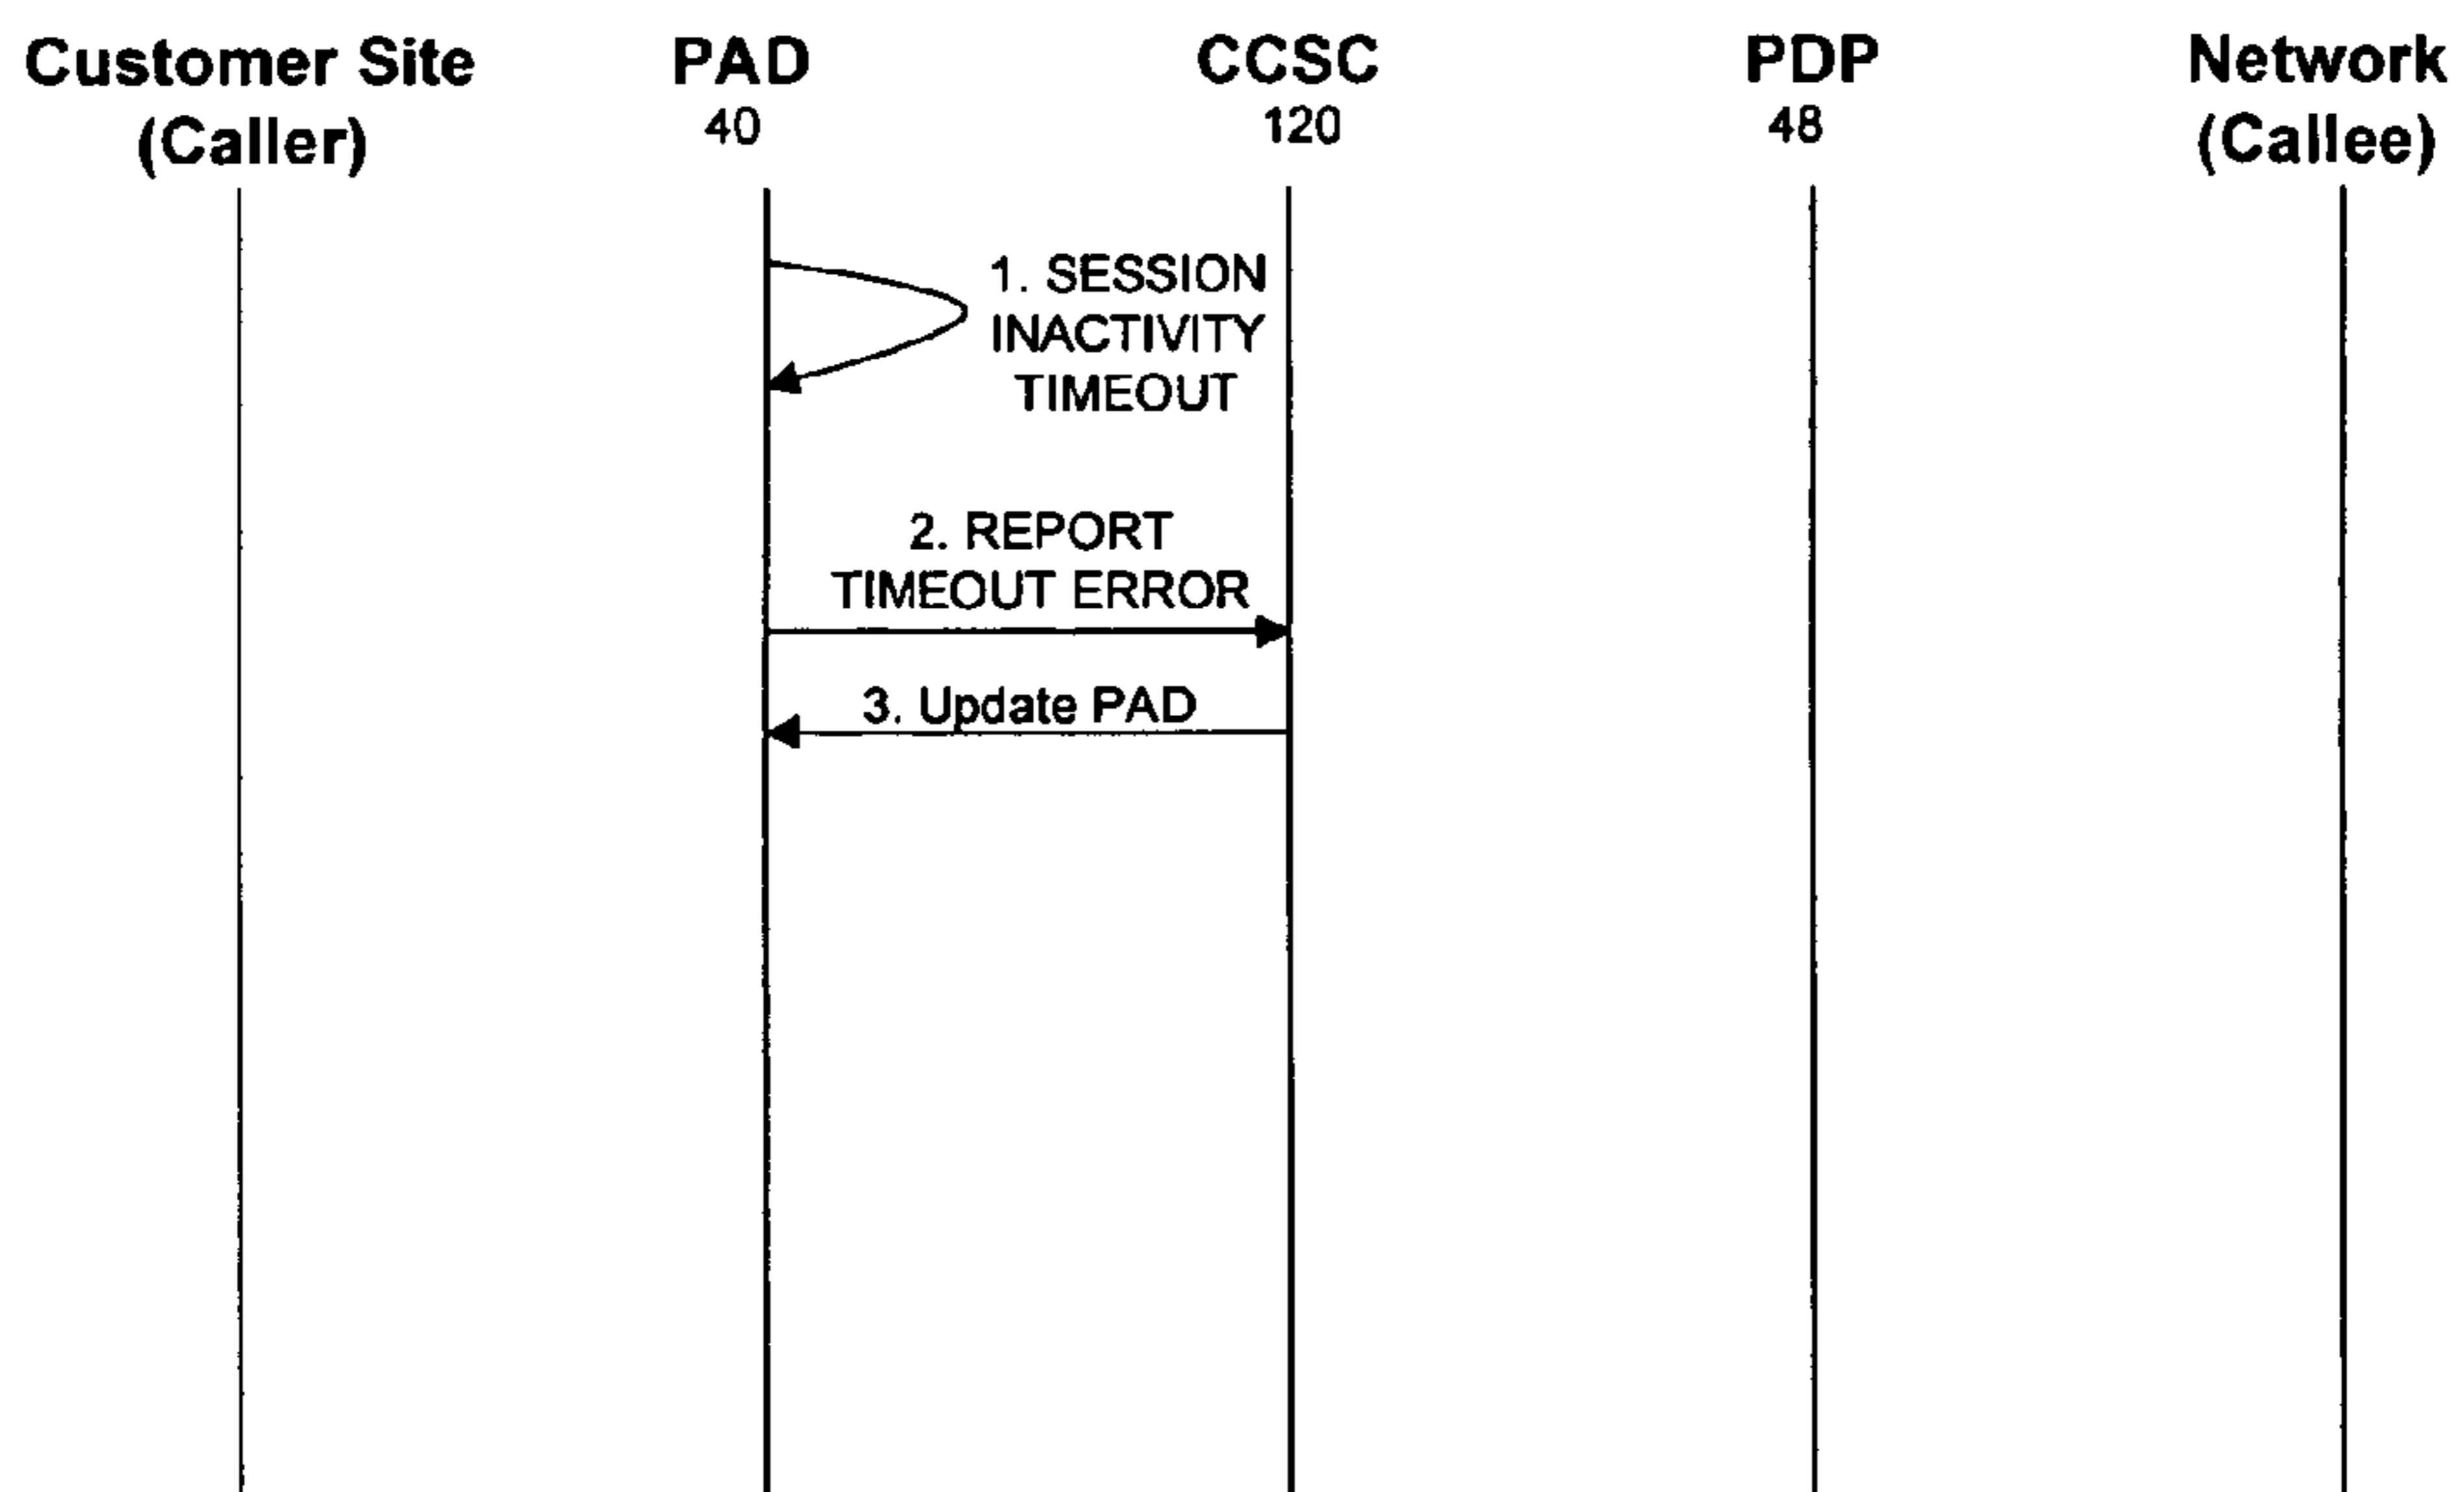 Customer Site
(Caller)
PAD
40
CCSC
120
PDP
48
Network
(Callee)
1. SESSION
INACTIVITY
TIMEOUT
2. REPORT
TIMEOUT ERROR
3. Update PAD